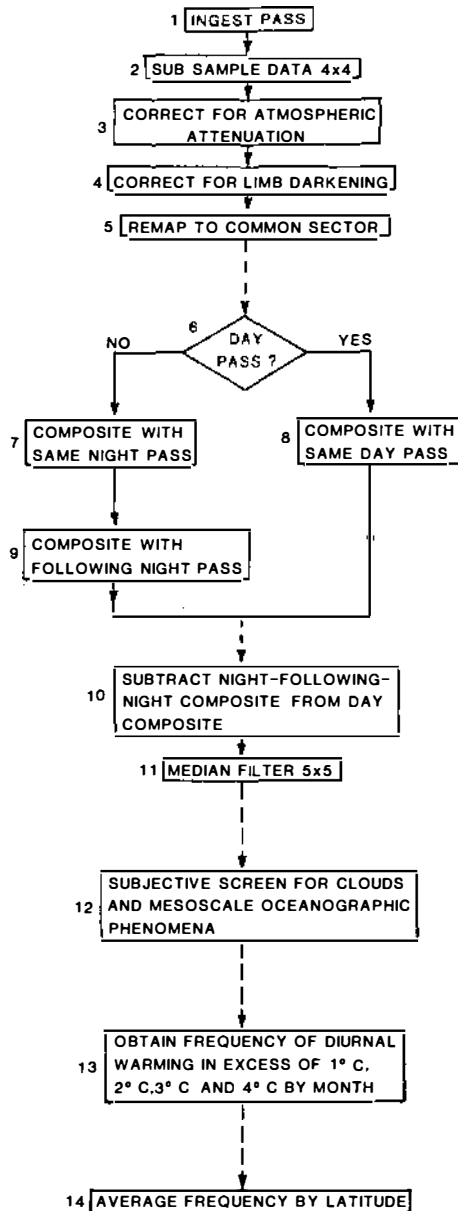 1 INGEST PASS
2 SUB SAMPLE DATA 4x4
3 CORRECT FOR ATMOSPHERIC
ATTENUATION
4 CORRECT FOR LIMB DARKENING
5 REMAP TO COMMON SECTOR
6 DAY
PASS ?
NO
YES
7 COMPOSITE WITH
SAME NIGHT PASS
8 COMPOSITE WITH
SAME DAY PASS
9 COMPOSITE WITH
FOLLOWING NIGHT PASS
10 SUBTRACT NIGHT-FOLLOWING-
NIGHT COMPOSITE FROM DAY
COMPOSITE
11 MEDIAN FILTER 5x5
12 SUBJECTIVE SCREEN FOR CLOUDS
AND MESOSCALE OCEANOGRAPHIC
PHENOMENA
13 OBTAIN FREQUENCY OF DIURNAL
WARMING IN EXCESS OF 1° C,
2° C,3° C AND 4° C BY MONTH
14 AVERAGE FREQUENCY BY LATITUDE